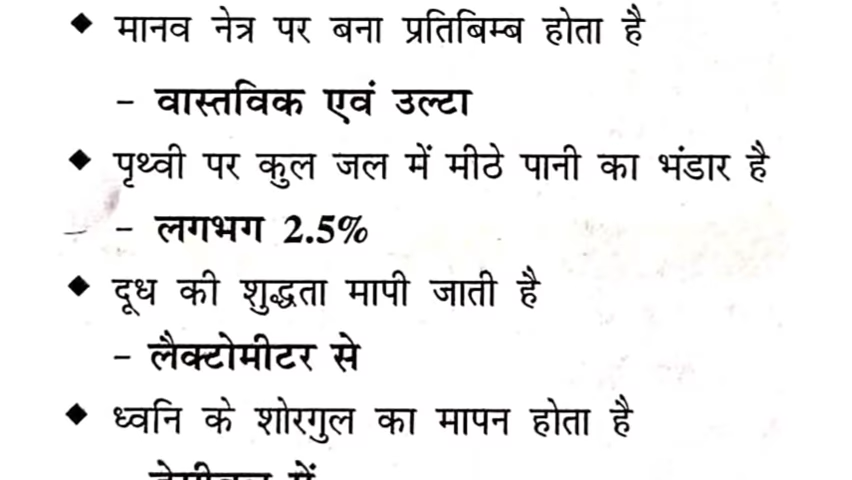 ◆ मानव नेत्र पर बना प्रतिबिम्ब होता है
– वास्तविक एवं उल्टा
◆ पृथ्वी पर कुल जल में मीठे पानी का भंडार है
– लगभग 2.5%
◆ दूध की शुद्धता मापी जाती है
– लैक्टोमीटर से
◆ ध्वनि के शोरगुल का मापन होता है
में